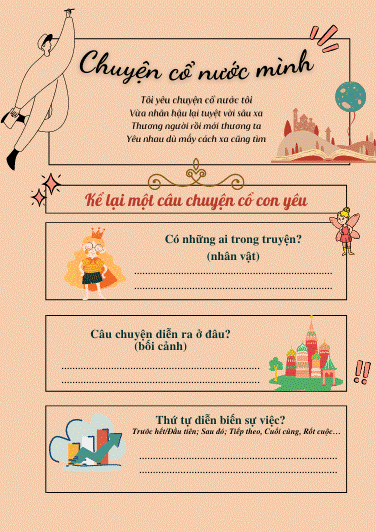 Chuyện cổ nước mình
Tôi yêu chuyện cổ nước tôi
Vừa nhân hậu lại tuyệt vời sâu xa
Thương người rồi mới thương ta
Yêu nhau dù mấy cách xa cũng tìm
Kể lại một câu chuyện cổ con yêu
Có những ai trong truyện?
(nhân vật)
Câu chuyện diễn ra ở đâu?
(bối cảnh)
Thứ tự diễn biến sự việc?
Trước hết/Đầu tiên; Sau đó; Tiếp theo, Cuối cùng, Rốt cuộc…